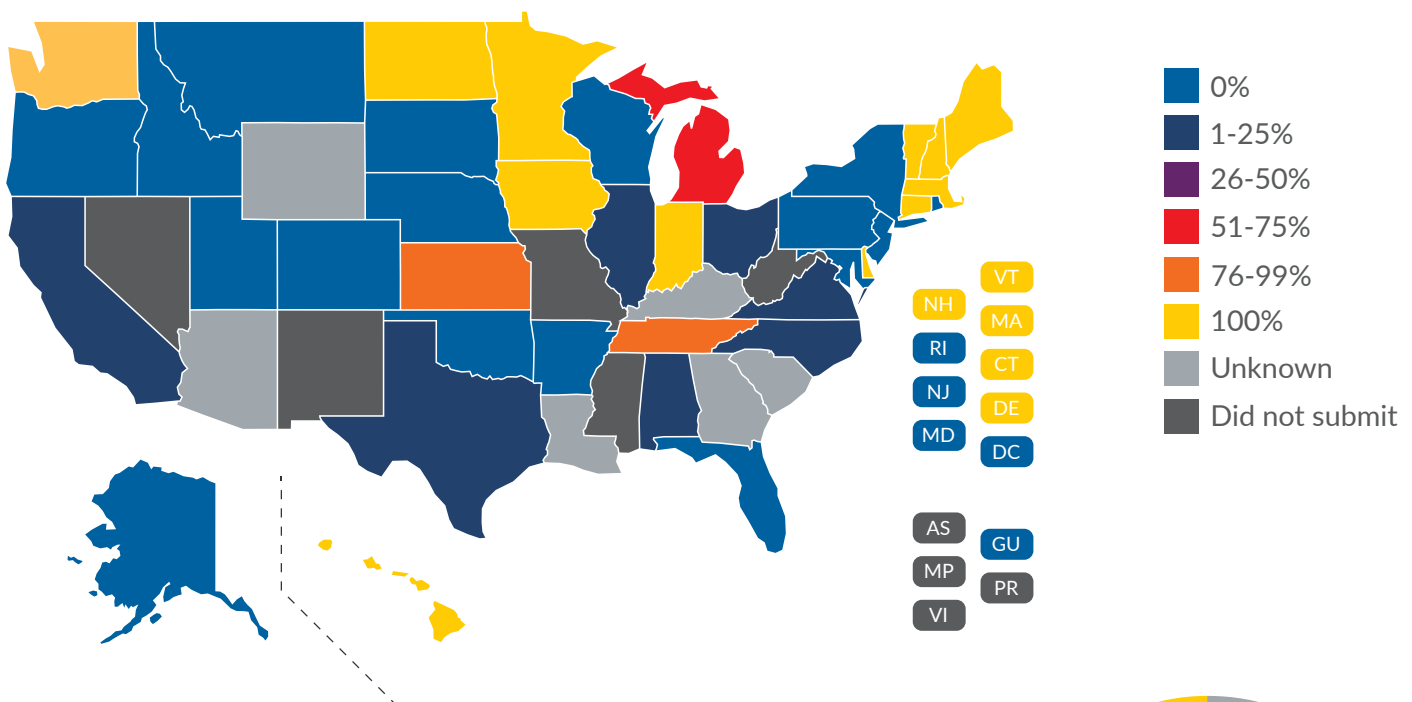 0%
1-25%
26-50%
51-75%
76-99%
100%
Unknown
Did not submit
VT
NH
MA
RI
CT
NJ
DE
MD
DC
AS
GU
MP
PR
VI